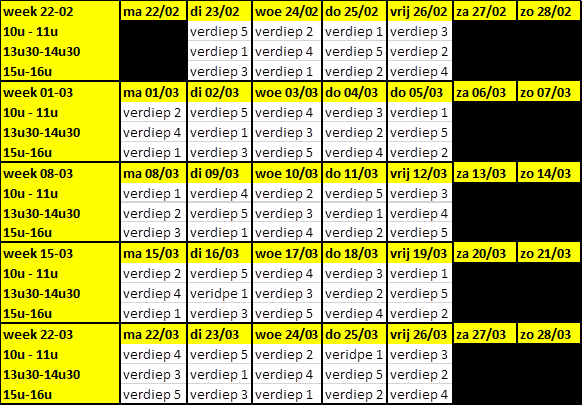 week 22-02 ma 22/02 di 23/02 woe 24/02 do 25/02 vrij 26/02 za 27/02 zo 28/02
10u - 11u verdiep 5 verdiep 2 verdiep 1 verdiep 3
13u30-14u30 verdiep 1 verdiep 4 verdiep 5 verdiep 2
15u-16u verdiep 3 verdiep 1 verdiep 2 verdiep 4
week 01-03 ma 01/03 di 02/03 woe 03/03 do 04/03 do 05/03 za 06/03 zo 07/03
10u - 11u verdiep 2 verdiep 5 verdiep 4 verdiep 3 verdiep 1
13u30-14u30 verdiep 4 verdiep 1 verdiep 3 verdiep 2 verdiep 5
15u-16u verdiep 1 verdiep 3 verdiep 5 verdiep 4 verdiep 2
week 08-03 ma 08/03 di 09/03 woe 10/03 do 11/03 vrij 12/03 za 13/03 zo 14/03
10u - 11u verdiep 1 verdiep 4 verdiep 2 verdiep 5 verdiep 3
13u30-14u30 verdiep 2 verdiep 5 verdiep 3 verdiep 1 verdiep 4
15u-16u verdiep 3 verdiep 1 verdiep 4 verdiep 2 verdiep 5
week 15-03 ma 15/03 di 16/03 woe 17/03 do 18/03 vrij 19/03 za 20/03 zo 21/03
10u - 11u verdiep 2 verdiep 5 verdiep 4 verdiep 3 verdiep 1
13u30-14u30 verdiep 4 veridpe 1 verdiep 3 verdiep 2 verdiep 5
15u-16u verdiep 1 verdiep 3 verdiep 5 verdiep 4 verdiep 2
week 22-03 ma 22/03 di 23/03 woe 24/03 do 25/03 vrij 26/03 za 27/03 zo 28/03
10u - 11u verdiep 4 verdiep 5 verdiep 2 veridpe 1 verdiep 3
13u30-14u30 verdiep 3 verdiep 1 verdiep 4 verdiep 5 verdiep 2
15u-16u verdiep 5 verdiep 3 verdiep 1 verdiep 2 verdiep 4